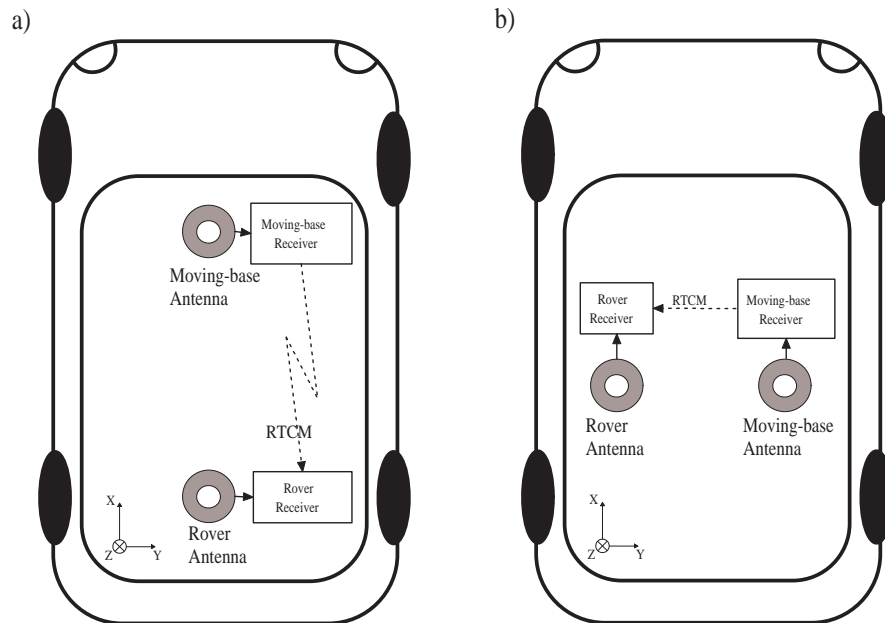 a)
Moving-base
Receiver
Moving-base
Antenna
RTCM
Rover
Receiver
Rover
Antenna
X
Z
Y
b)
Rover
Receiver
RTCM
Moving-base
Receiver
Rover
Antenna
Moving-base
Antenna
X
Z
Y